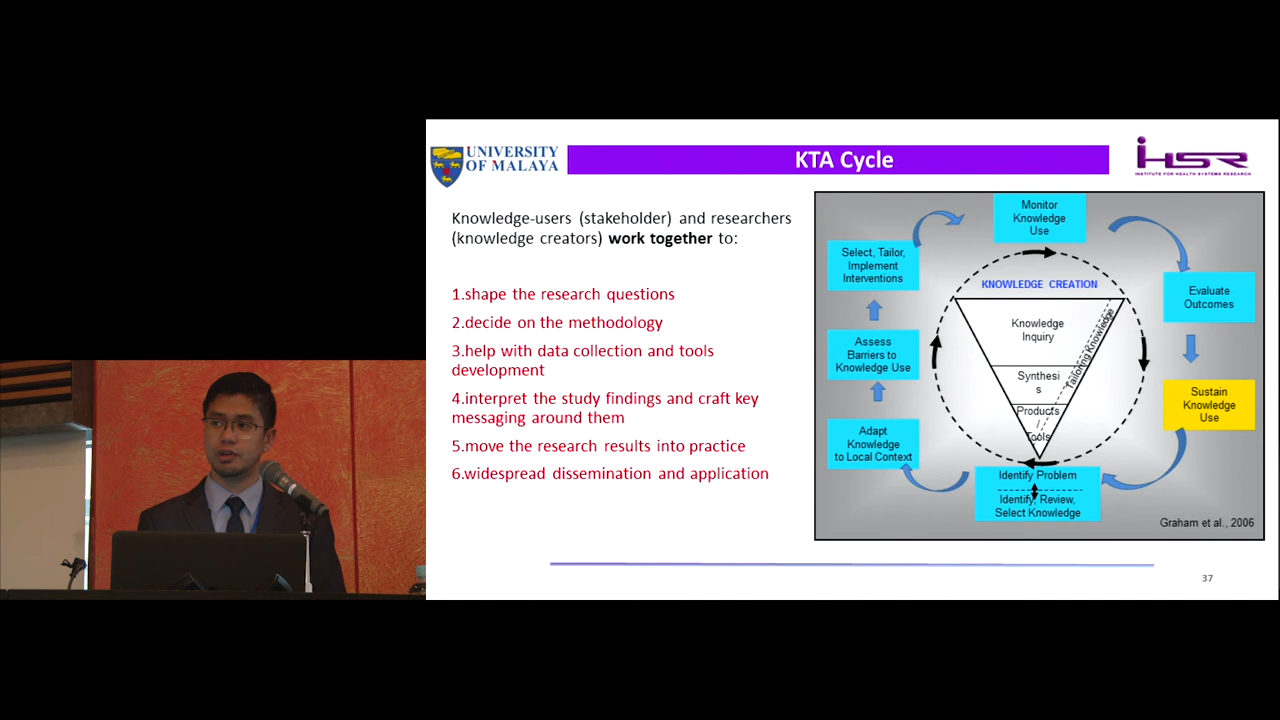 UNIVERSITY
OF MALAYA
KTA Cycle
iHSR
INSTITUTE FOR HEALTH SYSTEMS RESEARCH
Knowledge-users (stakeholder) and researchers
(knowledge creators) work together to:
1.shape the research questions
2.decide on the methodology
3.help with data collection and tools
development
4.interpret the study findings and craft key
messaging around them
5.move the research results into practice
6.widespread dissemination and application
Monitor
Knowledge
Use
Select, Tailor,
Implement
Interventions
Evaluate
Outcomes
KNOWLEDGE CREATION
Knowledge
Inquiry
Tailoring Knowledge
Assess
Barriers to
Knowledge Use
Synthesi
s
Sustain
Knowledge
Use
Products
/
Tools
Adapt
Knowledge
to Local Context
Identify Problem
Identify, Review,
Select Knowledge
Graham et al., 2006
37